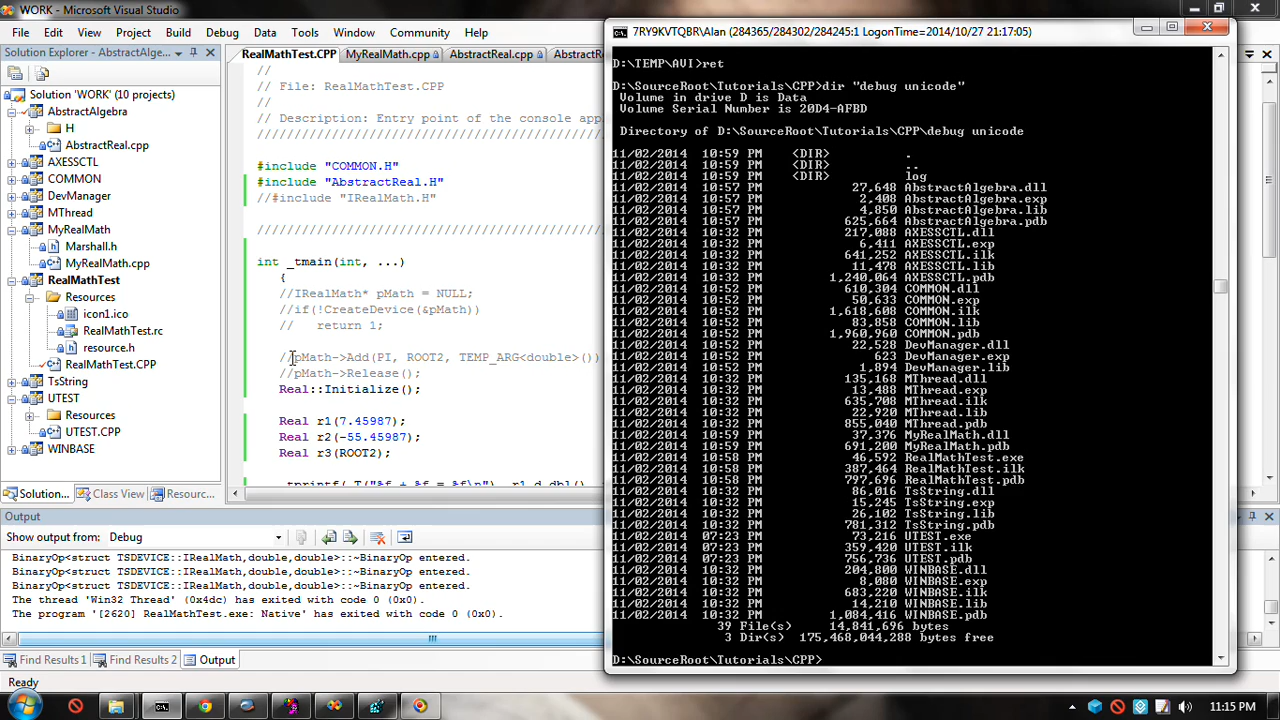 WORK - Microsoft Visual Studio
File Edit View Project Build Debug Data Tools Window Community Help
Solution Explorer - AbstractAlge...
Solution 'WORK' (10 projects)
AbstractAlgebra
H
AbstractReal.cpp
AXESSCTL
COMMON
DevManager
MThread
MyRealMath
Marshall.h
MyRealMath.cpp
RealMathTest
Resources
icon1.ico
RealMathTest.rc
resource.h
RealMathTest.CPP
TsString
UTEST
Resources
UTEST.CPP
WINBASE
Solution... Class View Resourc...
RealMathTest.CPP MyRealMath.cpp AbstractReal.cpp AbstractR
//
// File: RealMathTest.CPP
//
// Description: Entry point of the console app
#include "COMMON.H"
#include "AbstractReal.H"
//#include "IRealMath.H"
int _tmain(int, ...)
{
//IRealMath* pMath = NULL;
//if(!CreateDevice(&pMath))
// return 1;
//pMath->Add(PI, ROOT2, TEMP_ARG<double>())
//pMath->Release();
Real::Initialize();
Real r1(7.45987);
Real r2(-55.45987);
Real r3(ROOT2);
_tprintf(_T("%f + %f = %f\n"), r1.d_dbl()
Output
Show output from: Debug
BinaryOp<struct TSDEVICE::IRealMath,double,double>::~BinaryOp entered.
BinaryOp<struct TSDEVICE::IRealMath,double,double>::~BinaryOp entered.
BinaryOp<struct TSDEVICE::IRealMath,double,double>::~BinaryOp entered.
The thread 'Win32 Thread' (0x4dc) has exited with code 0 (0x0).
The program '[2620] RealMathTest.exe: Native' has exited with code 0 (0x0).
Find Results 1 Find Results 2 Output
Ready
7RY9KVTQBR\Alan (284365/284302/284245:1 LogonTime=2014/10/27 21:17:05)
D:\TEMP\AVI>ret
D:\SourceRoot\Tutorials\CPP>dir "debug unicode"
Volume in drive D is Data
Volume Serial Number is 20D4-AFBD
Directory of D:\SourceRoot\Tutorials\CPP\debug unicode
11/02/2014 10:59 PM <DIR> .
11/02/2014 10:59 PM <DIR> ..
11/02/2014 10:59 PM <DIR> log
11/02/2014 10:57 PM 27,648 AbstractAlgebra.dll
11/02/2014 10:57 PM 2,408 AbstractAlgebra.exp
11/02/2014 10:57 PM 4,850 AbstractAlgebra.lib
11/02/2014 10:57 PM 625,664 AbstractAlgebra.pdb
11/02/2014 10:32 PM 217,088 AXESSCTL.dll
11/02/2014 10:32 PM 6,411 AXESSCTL.exp
11/02/2014 10:32 PM 641,252 AXESSCTL.ilk
11/02/2014 10:32 PM 11,478 AXESSCTL.lib
11/02/2014 10:32 PM 1,240,064 AXESSCTL.pdb
11/02/2014 10:52 PM 610,304 COMMON.dll
11/02/2014 10:52 PM 50,633 COMMON.exp
11/02/2014 10:52 PM 1,618,608 COMMON.ilk
11/02/2014 10:52 PM 83,858 COMMON.lib
11/02/2014 10:52 PM 1,960,960 COMMON.pdb
11/02/2014 10:52 PM 22,528 DevManager.dll
11/02/2014 10:52 PM 623 DevManager.exp
11/02/2014 10:52 PM 1,894 DevManager.lib
11/02/2014 10:32 PM 135,168 MThread.dll
11/02/2014 10:32 PM 13,488 MThread.exp
11/02/2014 10:32 PM 635,708 MThread.ilk
11/02/2014 10:32 PM 22,920 MThread.lib
11/02/2014 10:32 PM 855,040 MThread.pdb
11/02/2014 10:59 PM 37,376 MyRealMath.dll
11/02/2014 10:59 PM 691,200 MyRealMath.pdb
11/02/2014 10:58 PM 46,592 RealMathTest.exe
11/02/2014 10:58 PM 387,464 RealMathTest.ilk
11/02/2014 10:58 PM 797,696 RealMathTest.pdb
11/02/2014 10:32 PM 86,016 TsString.dll
11/02/2014 10:32 PM 15,245 TsString.exp
11/02/2014 10:32 PM 26,102 TsString.lib
11/02/2014 10:32 PM 781,312 TsString.pdb
11/02/2014 07:23 PM 73,216 UTEST.exe
11/02/2014 07:23 PM 359,420 UTEST.ilk
11/02/2014 07:23 PM 756,736 UTEST.pdb
11/02/2014 10:32 PM 204,800 WINBASE.dll
11/02/2014 10:32 PM 8,080 WINBASE.exp
11/02/2014 10:32 PM 683,220 WINBASE.ilk
11/02/2014 10:32 PM 14,210 WINBASE.lib
11/02/2014 10:32 PM 1,084,416 WINBASE.pdb
39 File(s) 14,841,696 bytes
3 Dir(s) 175,468,044,288 bytes free
D:\SourceRoot\Tutorials\CPP>
11:15 PM